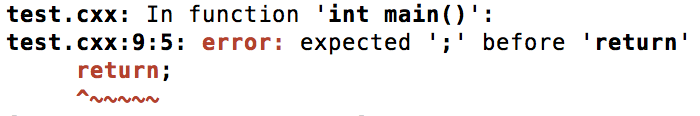 test.cxx: In function 'int main()':
test.cxx:9:5: error: expected ';' before 'return'
return;
^~~~~~